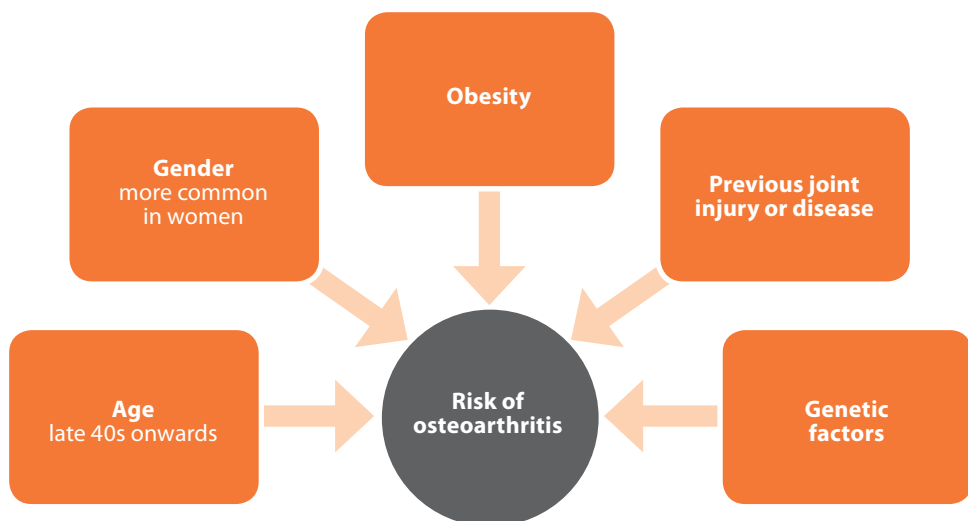 Obesity
Gender
more common
in women
Previous joint
injury or disease
Age
late 40s onwards
Risk of
osteoarthritis
Genetic
factors